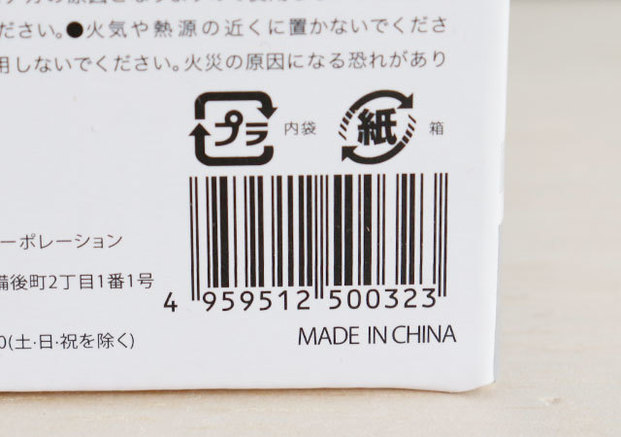 ださい。●火気や熱源の近くに置かないでくださ
用しないでください。火災の原因になる恐れがあり
プラ 内袋 紙 箱
ーポレーション
備後町2丁目1番1号
4 959512 500323
0(土·日·祝を除く)
MADE IN CHINA